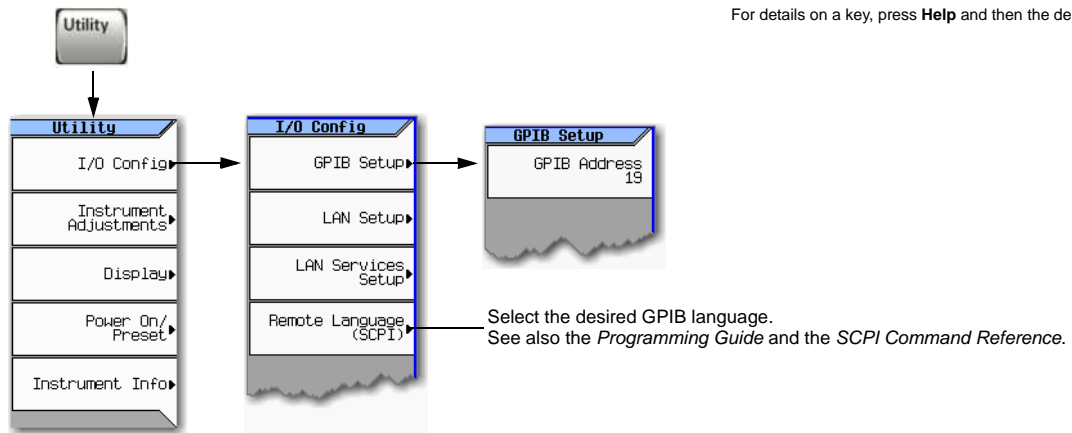 For details on a key, press Help and then the de
Utility
Utility
I/O Config
Instrument
Adjustments
Display
Power On/
Preset
Instrument Info
I/O Config
GPIB Setup
LAN Setup
LAN Services
Setup
Remote Language
(SCPI)
GPIB Setup
GPIB Address
19
Select the desired GPIB language.
See also the Programming Guide and the SCPI Command Reference.